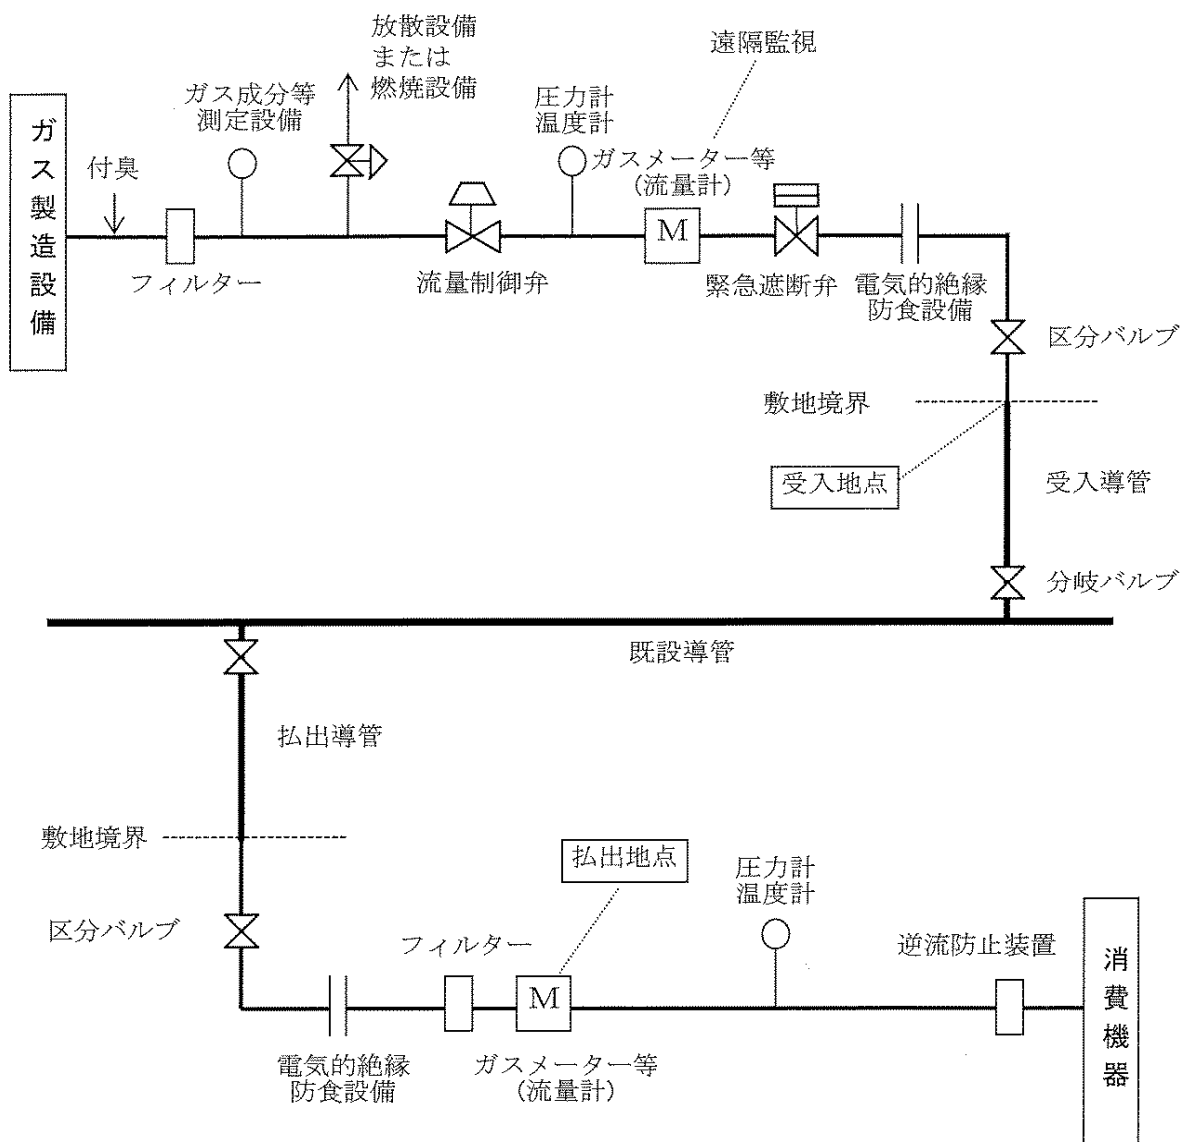 放散設備
または
燃焼設備
遠隔監視
ガス成分等
測定設備
圧力計
温度計
ガスメーター等
(流量計)
ガス製造設備
付臭
M
フィルター
流量制御弁
緊急遮断弁
電気的絶縁
防食設備
区分バルブ
敷地境界
受入地点
受入導管
分岐バルブ
既設導管
払出導管
敷地境界
払出地点
圧力計
温度計
区分バルブ
フィルター
逆流防止装置
M
消費機器
電気的絶縁
防食設備
ガスメーター等
(流量計)